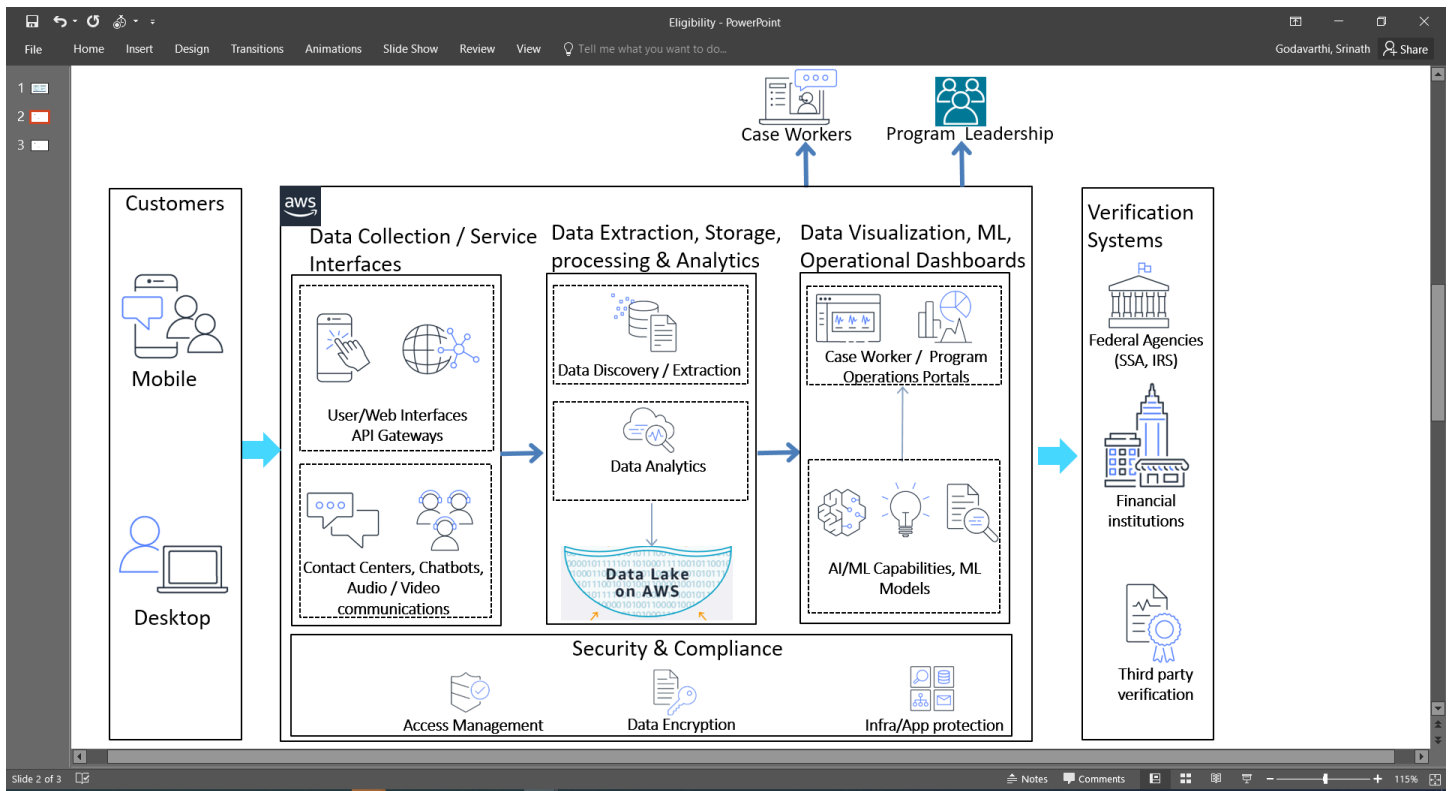 Eligibility - PowerPoint
File Home Insert Design Transitions Animations Slide Show Review View Tell me what you want to do... Godavarthi, Srinath Share
1
2
3
Case Workers
Program Leadership
Customers
Mobile
Desktop
aws
Data Collection / Service
Interfaces
User/Web Interfaces
API Gateways
Contact Centers, Chatbots,
Audio / Video
communications
Data Extraction, Storage,
processing & Analytics
Data Discovery / Extraction
Data Analytics
Data Lake
on AWS
Data Visualization, ML,
Operational Dashboards
Case Worker / Program
Operations Portals
AI/ML Capabilities, ML
Models
Security & Compliance
Access Management
Data Encryption
Infra/App protection
Verification
Systems
Federal Agencies
(SSA, IRS)
Financial
institutions
Third party
verification
Slide 2 of 3 Notes Comments 115%